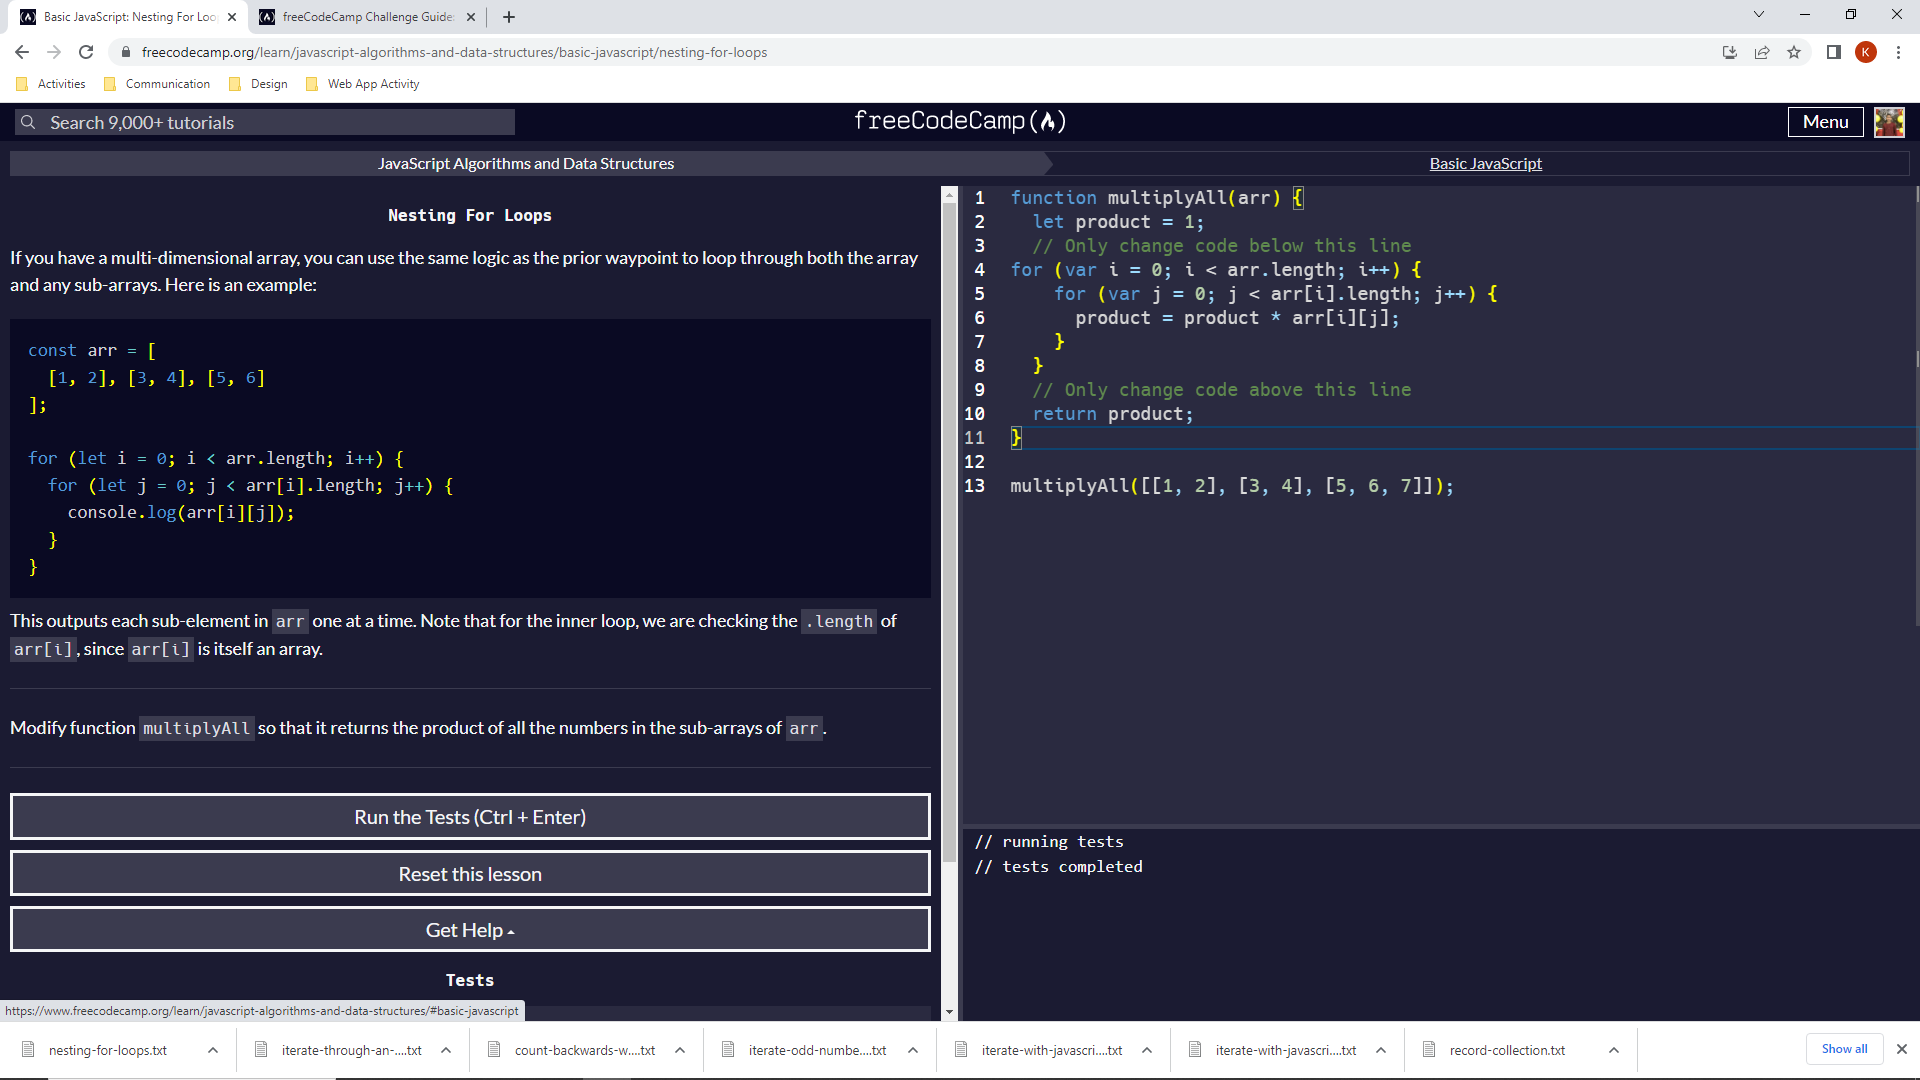 Basic JavaScript: Nesting For Loo
freeCodeCamp Challenge Guide:
freecodecamp.org/learn/javascript-algorithms-and-data-structures/basic-javascript/nesting-for-loops
K
Activities
Communication
Design
Web App Activity
Search 9,000+ tutorials
freeCodeCamp
Menu
JavaScript Algorithms and Data Structures
Basic JavaScript
Nesting For Loops
If you have a multi-dimensional array, you can use the same logic as the prior waypoint to loop through both the array
and any sub-arrays. Here is an example:
const arr = [
[1, 2], [3, 4], [5, 6]
];
for (let i = 0; i < arr.length; i++) {
for (let j = 0; j < arr[i].length; j++) {
console.log(arr[i][j]);
}
}
This outputs each sub-element in arr one at a time. Note that for the inner loop, we are checking the .length of
arr[i], since arr[i] is itself an array.
Modify function multiplyAll so that it returns the product of all the numbers in the sub-arrays of arr.
Run the Tests (Ctrl + Enter)
Reset this lesson
Get Help
Tests
https://www.freecodecamp.org/learn/javascript-algorithms-and-data-structures/#basic-javascript
1 function multiplyAll(arr) {
2 let product = 1;
3 // Only change code below this line
4 for (var i = 0; i < arr.length; i++) {
5 for (var j = 0; j < arr[i].length; j++) {
6 product = product * arr[i][j];
7 }
8 }
9 // Only change code above this line
10 return product;
11 }
12
13 multiplyAll([[1, 2], [3, 4], [5, 6, 7]]);
// running tests
// tests completed
nesting-for-loops.txt
iterate-through-an-....txt
count-backwards-w....txt
iterate-odd-numbe....txt
iterate-with-javascri....txt
iterate-with-javascri....txt
record-collection.txt
Show all